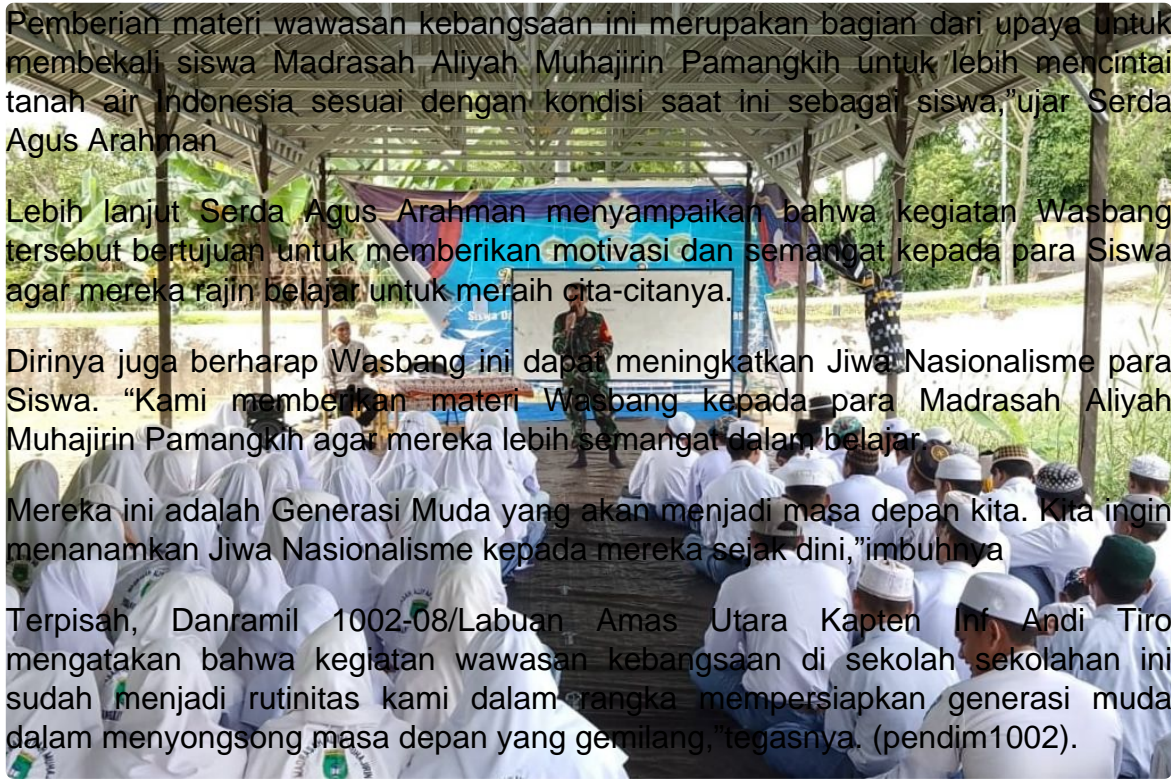 Pemberian materi wawasan kebangsaan ini merupakan bagian dari upaya untuk
membekali siswa Madrasah Aliyah Muhajirin Pamangkih untuk lebih mencintai
tanah air Indonesia sesuai dengan kondisi saat ini sebagai siswa,”ujar Serda
Agus Arahman
Lebih lanjut Serda Agus Arahman menyampaikan bahwa kegiatan Wasbang
tersebut bertujuan untuk memberikan motivasi dan semangat kepada para Siswa
agar mereka rajin belajar untuk meraih cita-citanya.
Siswa
Dirinya juga berharap Wasbang ini dapat meningkatkan Jiwa Nasionalisme para
Siswa. “Kami memberikan materi Wasbang kepada para Madrasah Aliyah
Muhajirin Pamangkih agar mereka lebih semangat dalam belajar.
Mereka ini adalah Generasi Muda yang akan menjadi masa depan kita. Kita ingin
menanamkan Jiwa Nasionalisme kepada mereka sejak dini,”imbuhnya
Terpisah, Danramil 1002-08/Labuan Amas Utara Kapten Inf Andi Tiro
mengatakan bahwa kegiatan wawasan kebangsaan di sekolah sekolahan ini
sudah menjadi rutinitas kami dalam rangka mempersiapkan generasi muda
dalam menyongsong masa depan yang gemilang,”tegasnya. (pendim1002).